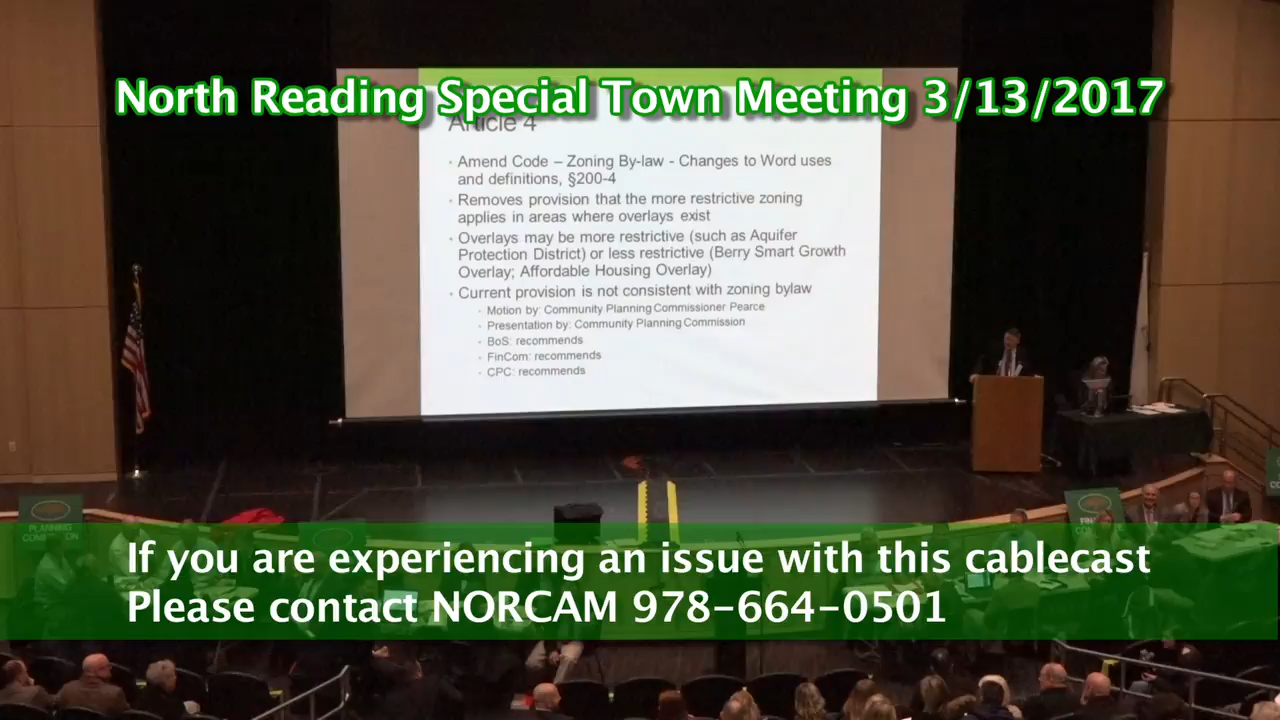 North Reading Special Town Meeting 3/13/2017
Article 4
Amend Code – Zoning By-law - Changes to Word uses
and definitions, §200-4
Removes provision that the more restrictive zoning
applies in areas where overlays exist
Overlays may be more restrictive (such as Aquifer
Protection District) or less restrictive (Berry Smart Growth
Overlay; Affordable Housing Overlay)
Current provision is not consistent with zoning bylaw
Motion by: Community Planning Commissioner Pearce
Presentation by: Community Planning Commission
BoS: recommends
FinCom: recommends
CPC: recommends
PLANNING
If you are experiencing an issue with this cablecast
Please contact NORCAM 978-664-0501